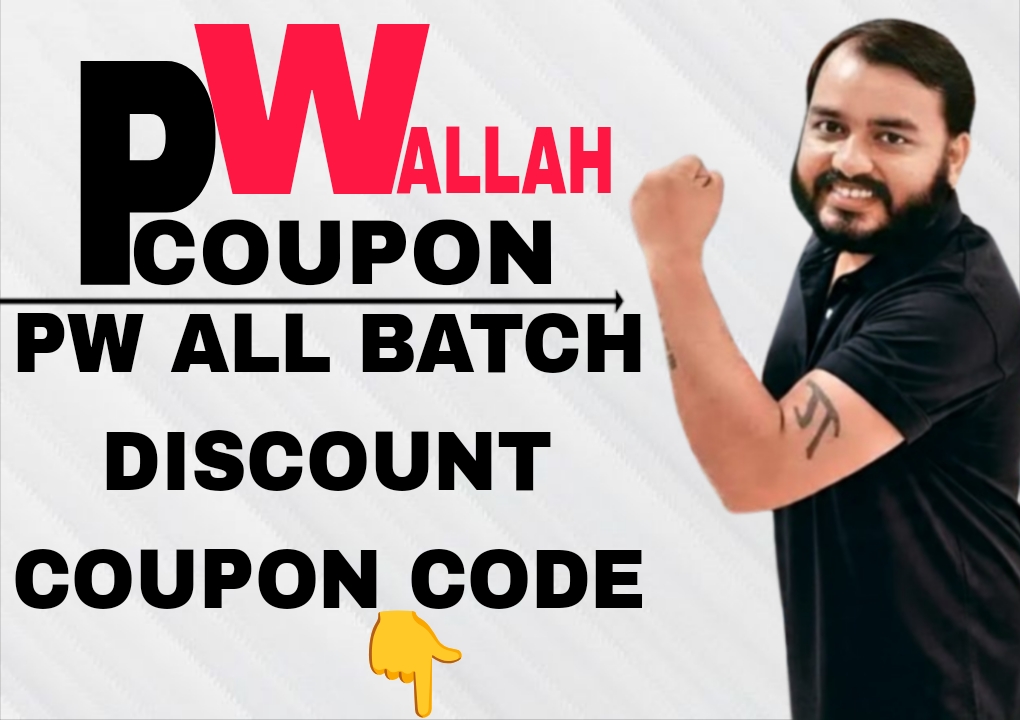 PWALLAH
COUPON
PW ALL BATCH
DISCOUNT
COUPON CODE